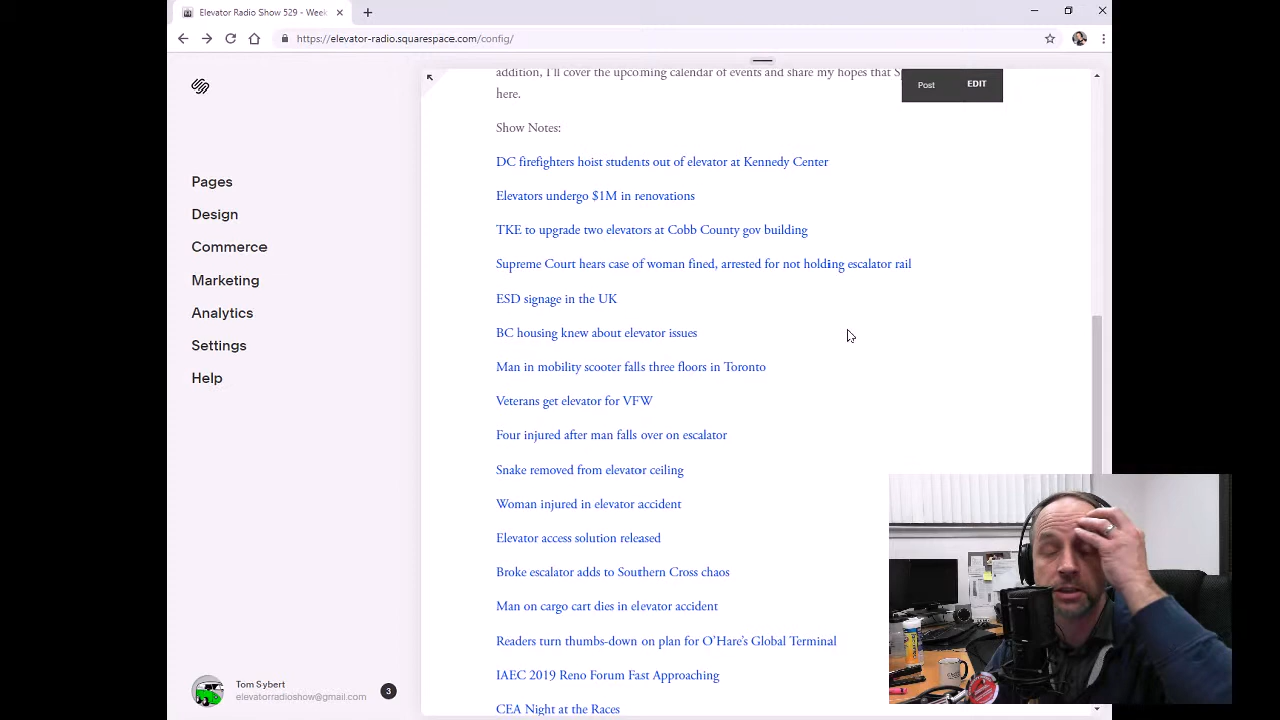 Elevator Radio Show 529 - Week
https://elevator-radio.squarespace.com/config/
addition, I'll cover the upcoming calendar of events and share my hopes that
here.
Post EDIT
Show Notes:
DC firefighters hoist students out of elevator at Kennedy Center
Elevators undergo $1M in renovations
TKE to upgrade two elevators at Cobb County gov building
Supreme Court hears case of woman fined, arrested for not holding escalator rail
ESD signage in the UK
BC housing knew about elevator issues
Man in mobility scooter falls three floors in Toronto
Veterans get elevator for VFW
Four injured after man falls over on escalator
Snake removed from elevator ceiling
Woman injured in elevator accident
Elevator access solution released
Broke escalator adds to Southern Cross chaos
Man on cargo cart dies in elevator accident
Readers turn thumbs-down on plan for O'Hare's Global Terminal
IAEC 2019 Reno Forum Fast Approaching
CEA Night at the Races
Pages
Design
Commerce
Marketing
Analytics
Settings
Help
Tom Sybert
elevatorradioshow@gmail.com
3